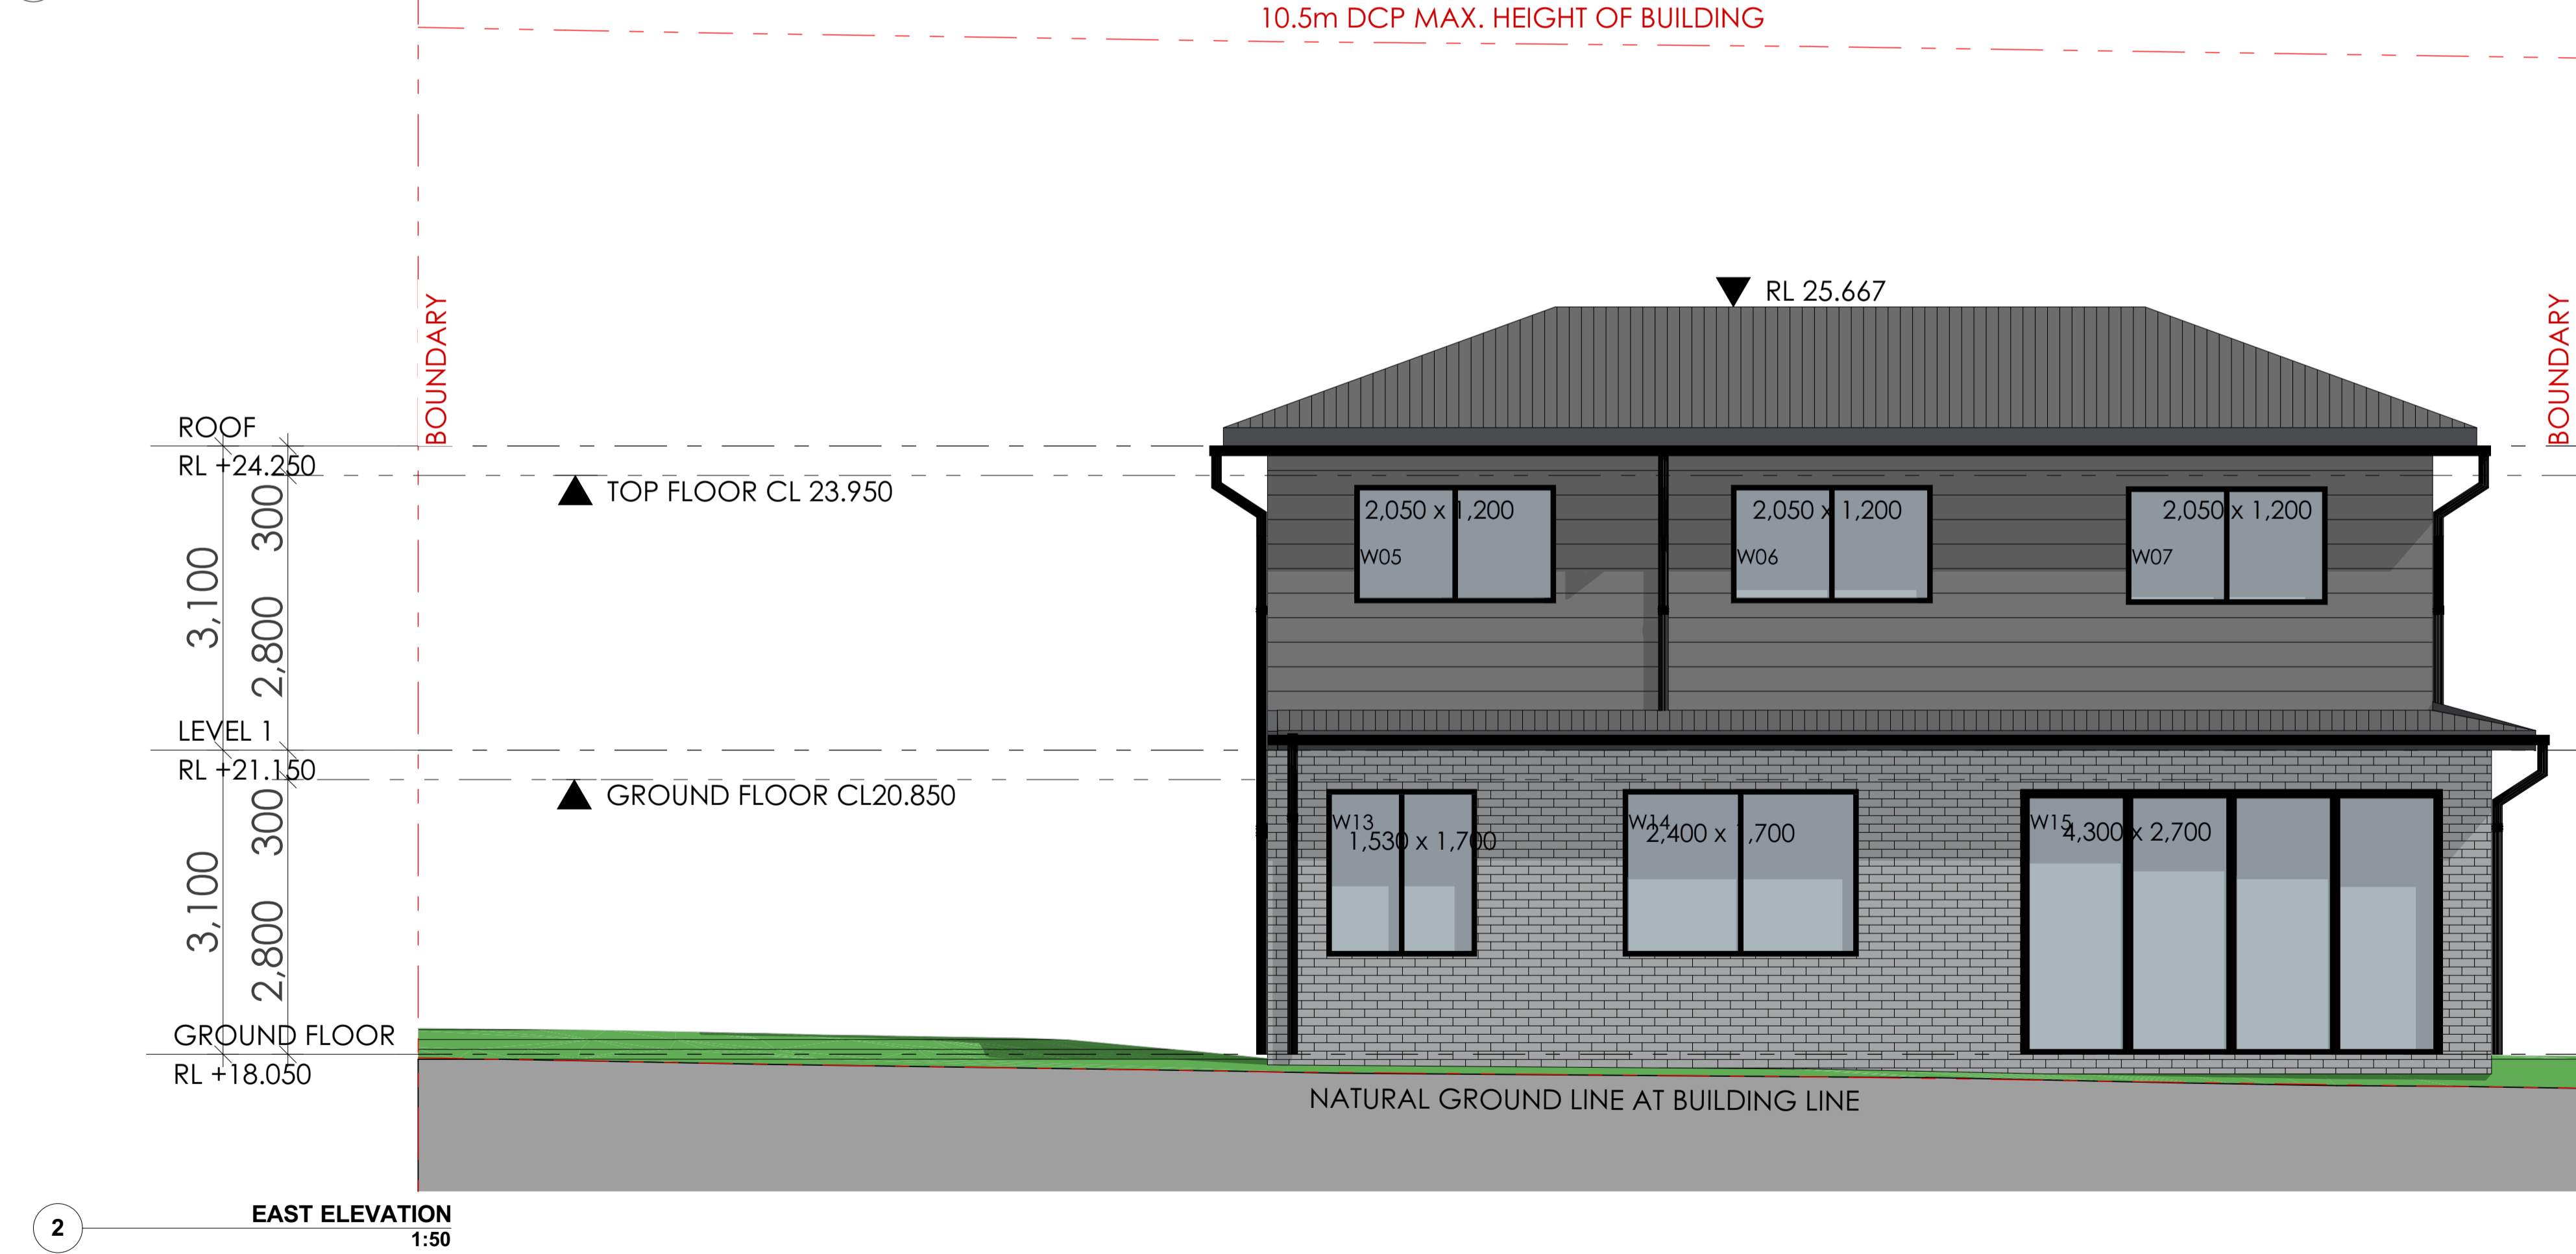 10.5m DCP MAX. HEIGHT OF BUILDING
BOUNDARY
BOUNDARY
RL 25.667
ROOF
RL +24.250
TOP FLOOR CL 23.950
300
3,100
2,800
2,050 x 1,200
W05
2,050 x 1,200
W06
2,050 x 1,200
W07
LEVEL 1
RL +21.150
GROUND FLOOR CL20.850
300
3,100
2,800
W13
1,530 x 1,700
W14
2,400 x 1,700
W15
4,300 x 2,700
GROUND FLOOR
RL +18.050
NATURAL GROUND LINE AT BUILDING LINE
2
EAST ELEVATION
1:50